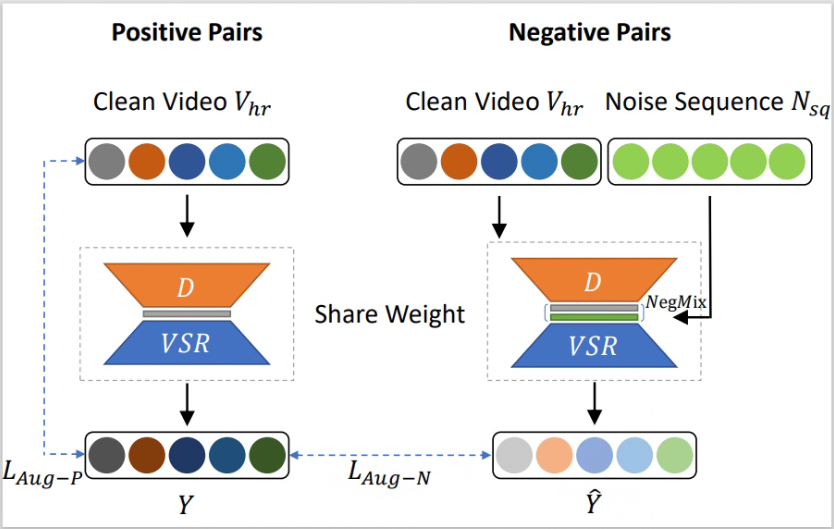 Positive Pairs
Negative Pairs
Clean Video V_{hr}
Clean Video V_{hr}
Noise Sequence N_{sq}
D
VSR
Share Weight
D
VSR
NegMix
L_{Aug-P}
Y
L_{Aug-N}
Ŷ